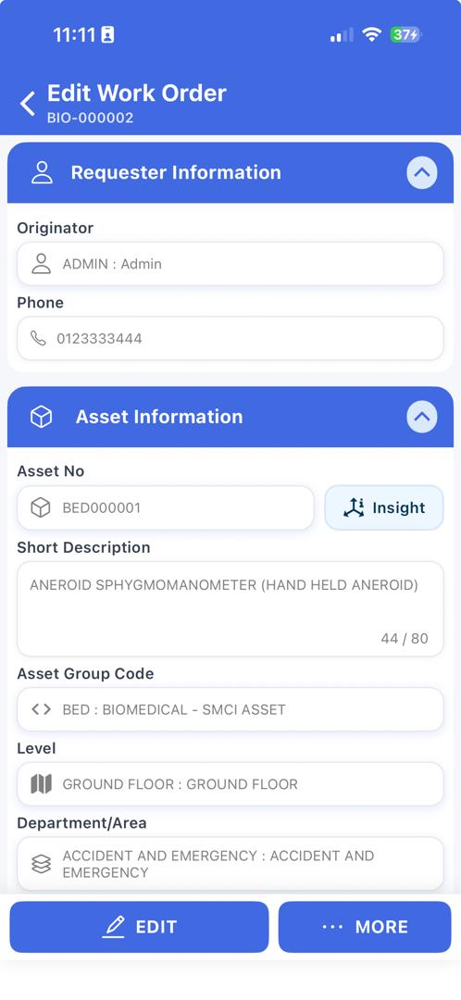 11:11
37
Edit Work Order
BIO-000002
Requester Information
Originator
ADMIN : Admin
Phone
0123333444
Asset Information
Asset No
BED000001
Insight
Short Description
ANEROID SPHYGMOMANOMETER (HAND HELD ANEROID)
44 / 80
Asset Group Code
BED : BIOMEDICAL - SMCI ASSET
Level
GROUND FLOOR : GROUND FLOOR
Department/Area
ACCIDENT AND EMERGENCY : ACCIDENT AND
EMERGENCY
EDIT
MORE